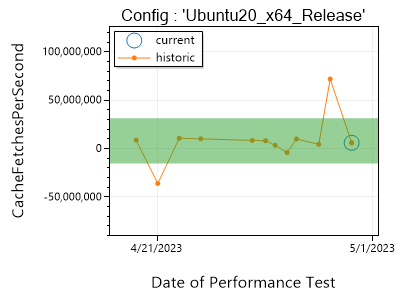 Config : 'Ubuntu20_x64_Release'
current
historic
CacheFetchesPerSecond
100,000,000
50,000,000
0
-50,000,000
4/21/2023
5/1/2023
Date of Performance Test